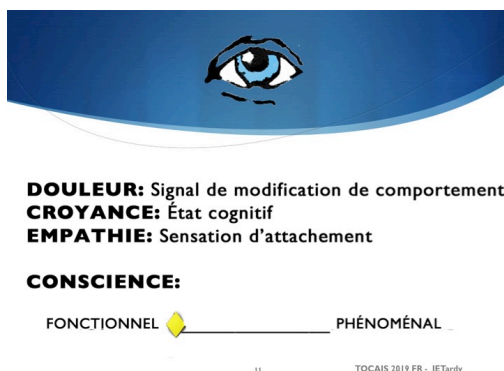 DOULEUR: Signal de modification de comportement
CROYANCE: État cognitif
EMPATHIE: Sensation d'attachement
CONSCIENCE:
FONCTIONNEL PHÉNOMÉNAL
11 TOCAIS 2019 FR - JETardy